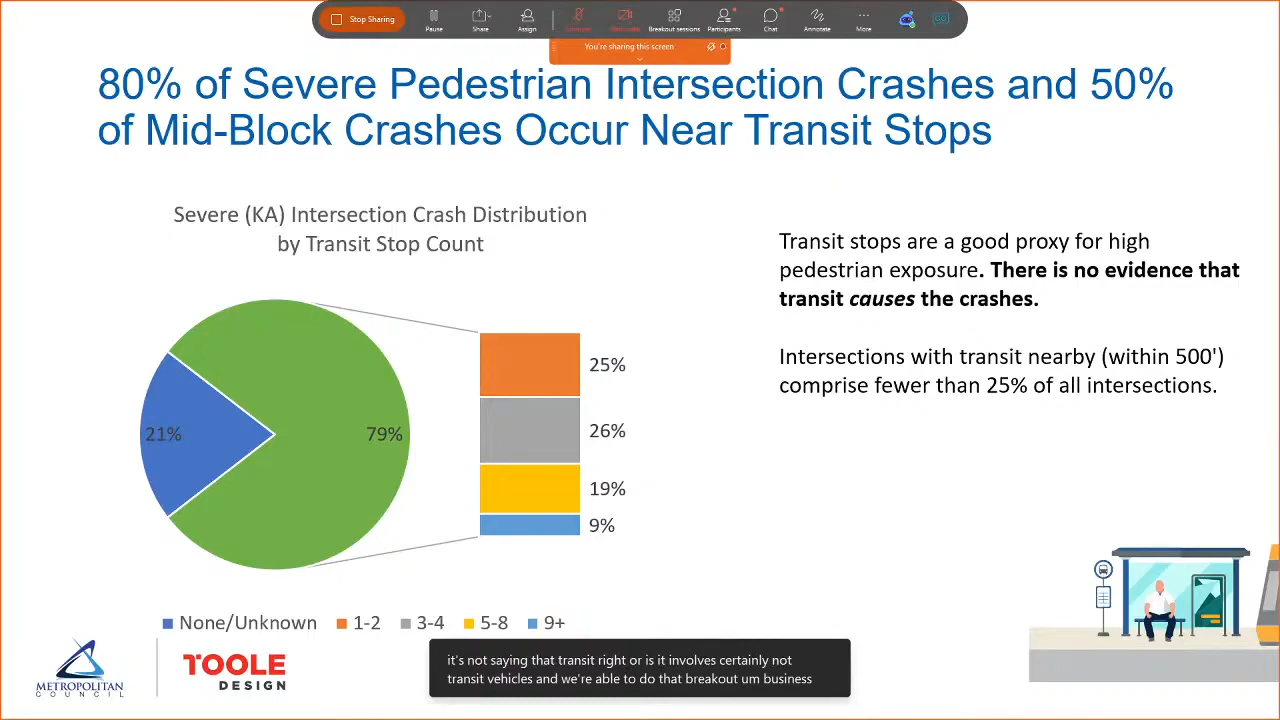 Stop Sharing
Pause
Share
Assign
Breakout sessions
Participants
Chat
Annotate
More
You're sharing this screen
80% of Severe Pedestrian Intersection Crashes and 50%
of Mid-Block Crashes Occur Near Transit Stops
Severe (KA) Intersection Crash Distribution
by Transit Stop Count
21%
79%
25%
26%
19%
9%
None/Unknown 1-2 3-4 5-8 9+
Transit stops are a good proxy for high
pedestrian exposure. There is no evidence that
transit causes the crashes.
Intersections with transit nearby (within 500')
comprise fewer than 25% of all intersections.
METROPOLITAN
COUNCIL
TOOLE
DESIGN
it's not saying that transit right or is it involves certainly not
transit vehicles and we're able to do that breakout um business